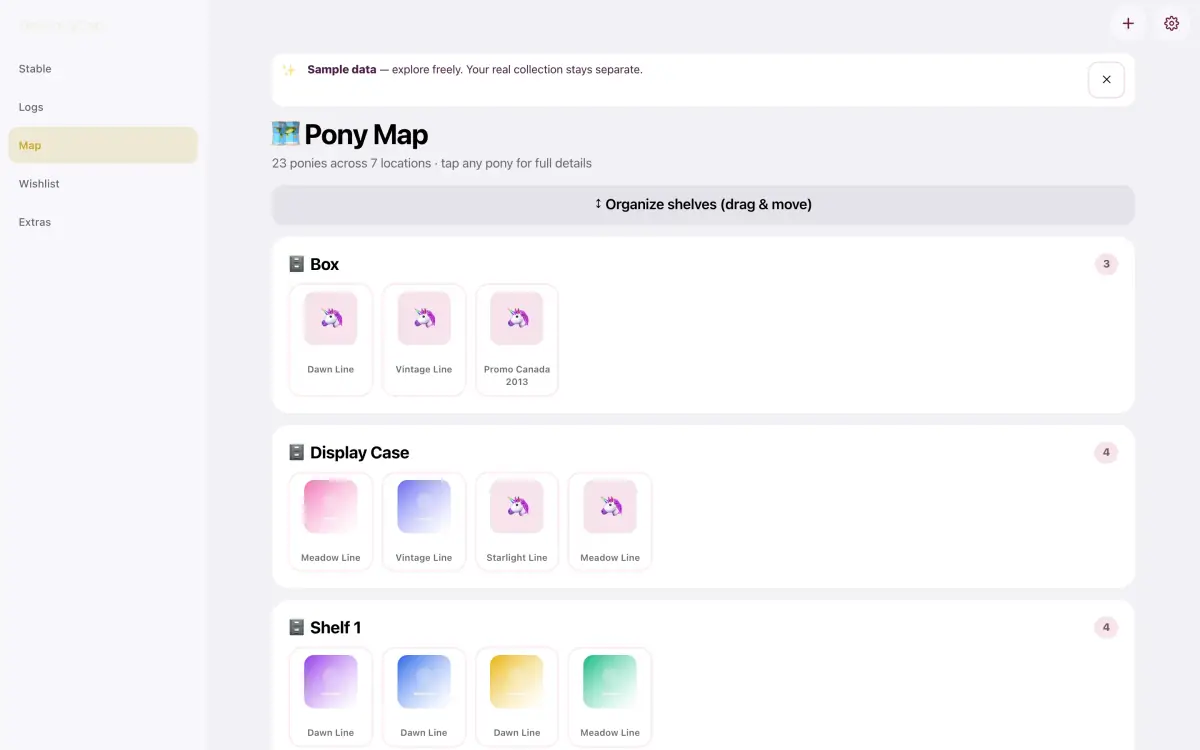 Stable
Logs
Map
Wishlist
Extras
Sample data — explore freely. Your real collection stays separate.
Pony Map
23 ponies across 7 locations · tap any pony for full details
Organize shelves (drag & move)
Box
3
Dawn Line
Vintage Line
Promo Canada
2013
Display Case
4
Meadow Line
Vintage Line
Starlight Line
Meadow Line
Shelf 1
4
Dawn Line
Dawn Line
Dawn Line
Meadow Line